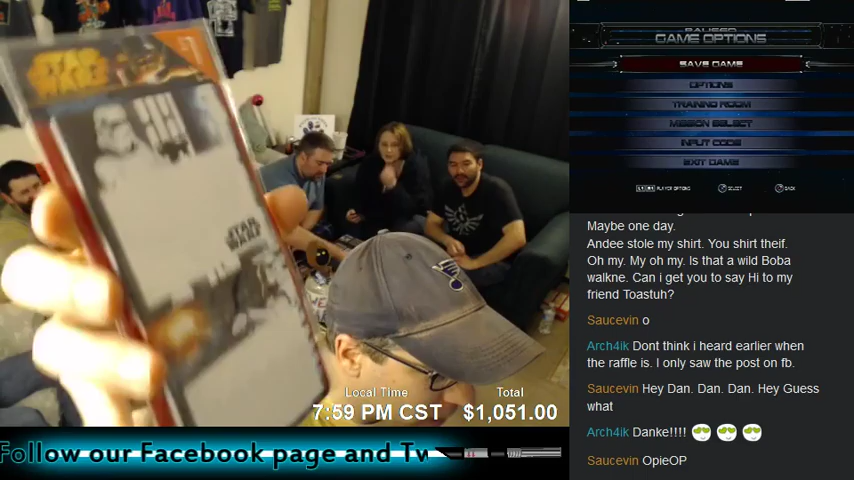 STAR
WARS
STAR
WARS
GAME OPTIONS
SAVE GAME
OPTIONS
TRAINING ROOM
MISSION SELECT
INPUT CODE
EXIT GAME
PLAYER OPTIONS
SELECT
BACK
Maybe one day.
Andee stole my shirt. You shirt theif.
Oh my. My oh my. Is that a wild Boba
walkne. Can i get you to say Hi to my
friend Toastuh?
Saucevin o
Arch4ik Dont think i heard earlier when
the raffle is. I only saw the post on fb.
Saucevin Hey Dan. Dan. Dan. Hey Guess
what
Arch4ik Danke!!!!
Saucevin OpieOP
Local Time
7:59 PM CST
Total
$1,051.00
Follow our Facebook page and Tw